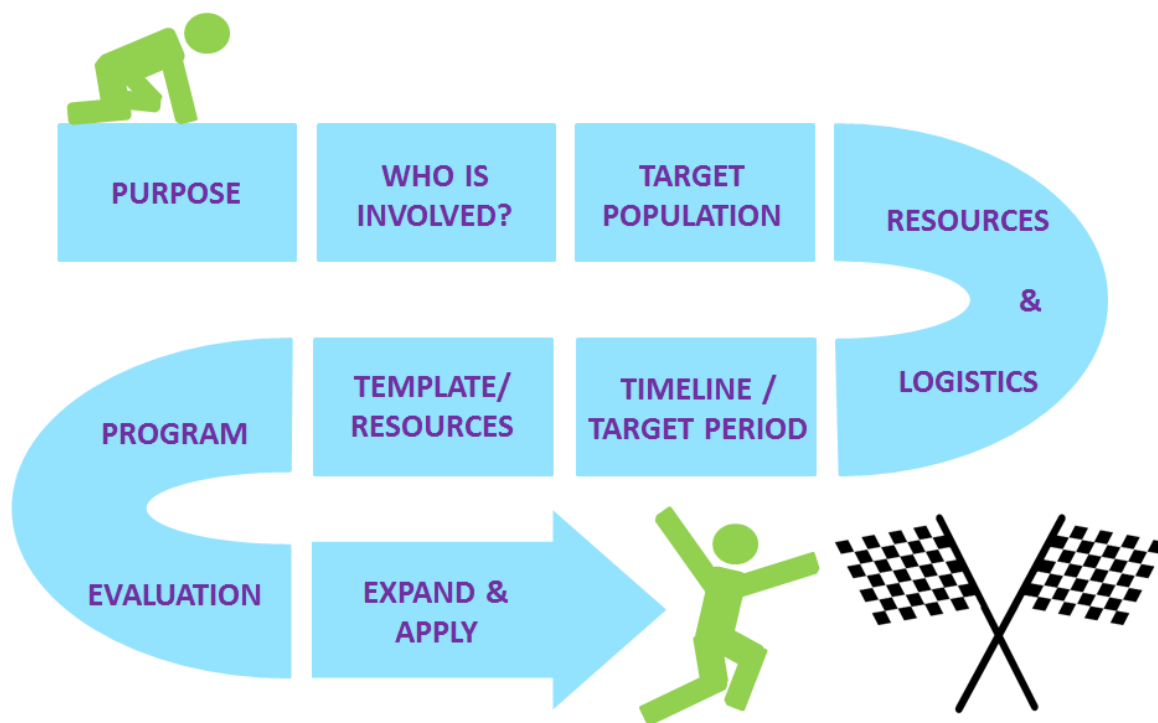 PURPOSE
WHO IS
INVOLVED?
TARGET
POPULATION
RESOURCES
&
LOGISTICS
TIMELINE /
TARGET PERIOD
TEMPLATE/
RESOURCES
PROGRAM
EVALUATION
EXPAND &
APPLY